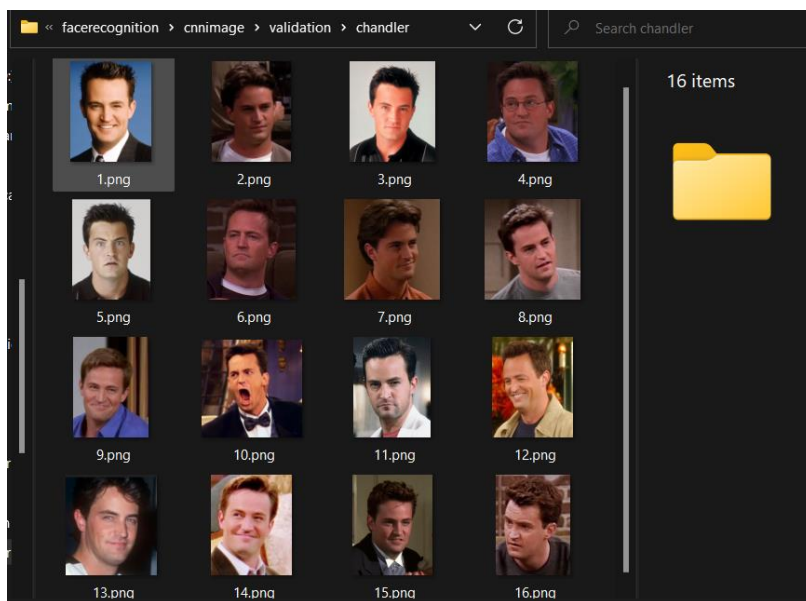 « facerecognition > cnnimage > validation > chandler
Search chandler
16 items
1.png
2.png
3.png
4.png
5.png
6.png
7.png
8.png
9.png
10.png
11.png
12.png
13.png
14.png
15.png
16.png